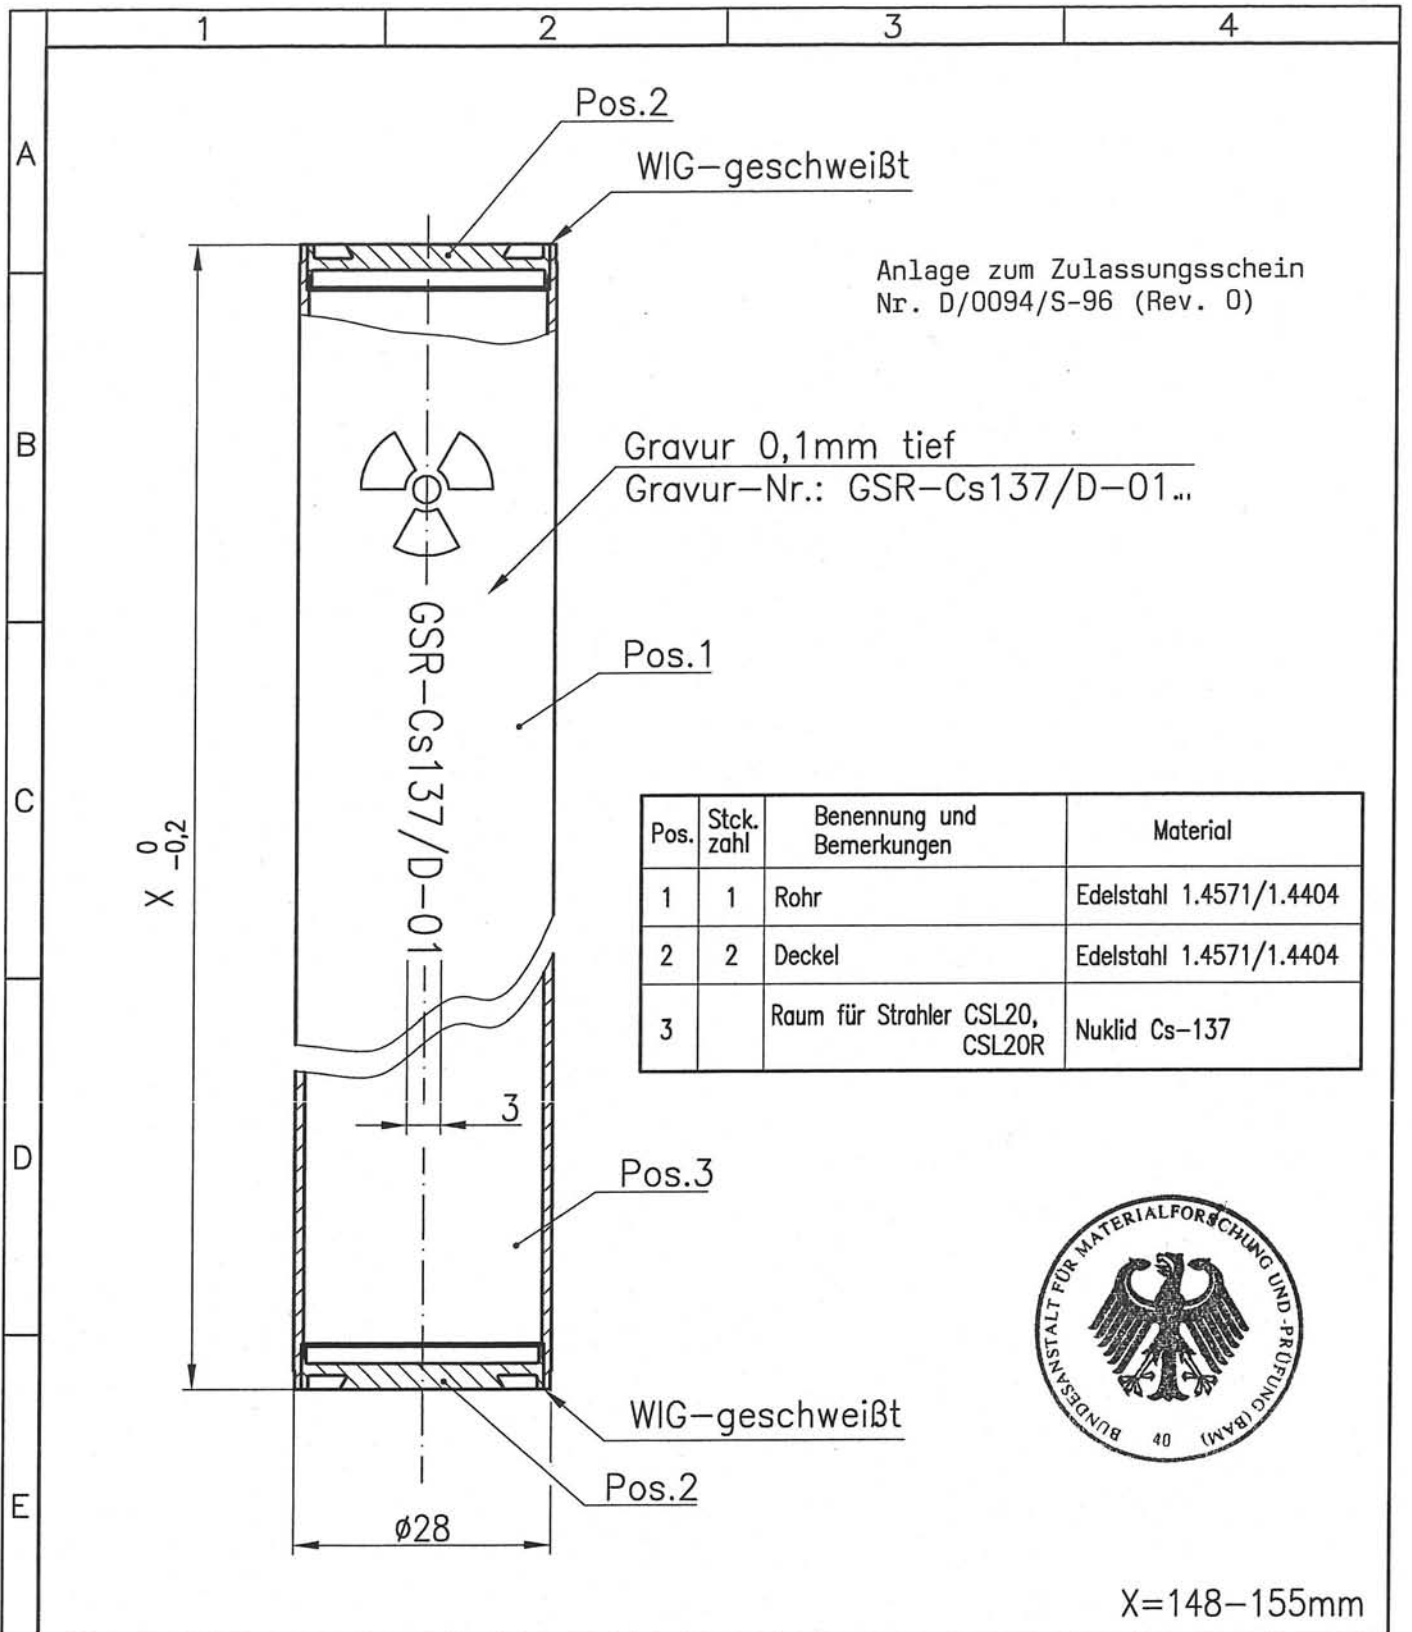 1 2 3 4
A
B
C
D
E
Pos.2
WIG-geschweißt
Anlage zum Zulassungsschein
Nr. D/0094/S-96 (Rev. 0)
Gravur 0,1mm tief
Gravur-Nr.: GSR-Cs137/D-01...
GSR-Cs137/D-01
Pos.1
X 0 -0,2
Pos. Stck. zahl Benennung und Bemerkungen Material
1 1 Rohr Edelstahl 1.4571/1.4404
2 2 Deckel Edelstahl 1.4571/1.4404
3 Raum für Strahler CSL20, Nuklid Cs-137
CSL20R
3
Pos.3
BUNDESANSTALT FÜR MATERIALFORSCHUNG UND -PRÜFUNG (BAM)
40
WIG-geschweißt
Pos.2
ø28
X=148-155mm